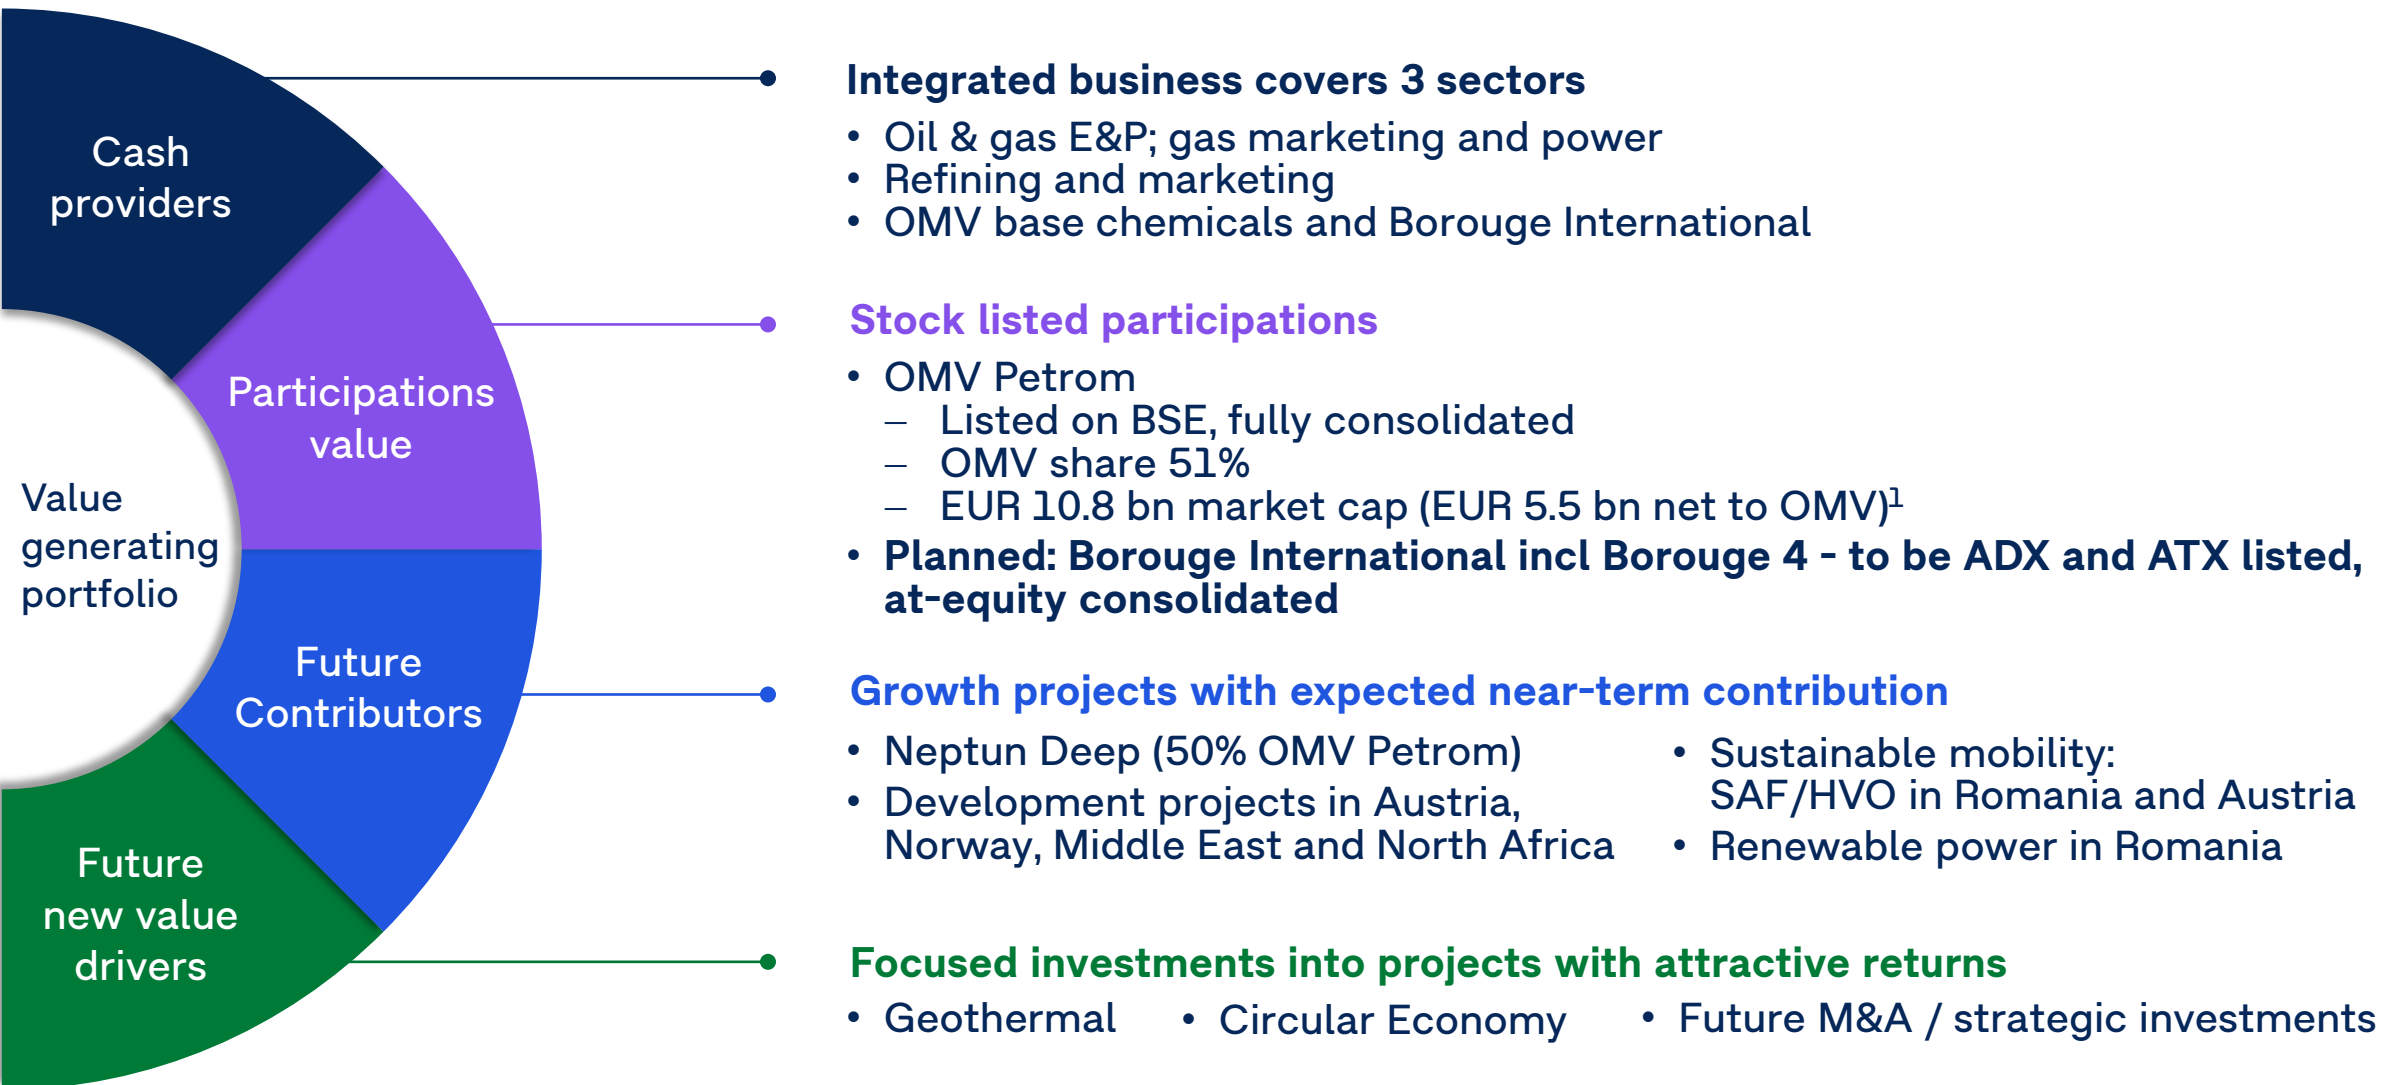 Value
generating
portfolio
Cash
providers
Integrated business covers 3 sectors
• Oil & gas E&P; gas marketing and power
• Refining and marketing
• OMV base chemicals and Borouge International
Participations
value
Stock listed participations
• OMV Petrom
– Listed on BSE, fully consolidated
– OMV share 51%
– EUR 10.8 bn market cap (EUR 5.5 bn net to OMV)¹
• Planned: Borouge International incl Borouge 4 - to be ADX and ATX listed,
at-equity consolidated
Future
Contributors
Growth projects with expected near-term contribution
• Neptun Deep (50% OMV Petrom)
• Development projects in Austria,
Norway, Middle East and North Africa
• Sustainable mobility:
SAF/HVO in Romania and Austria
• Renewable power in Romania
Future
new value
drivers
Focused investments into projects with attractive returns
• Geothermal
• Circular Economy
• Future M&A / strategic investments